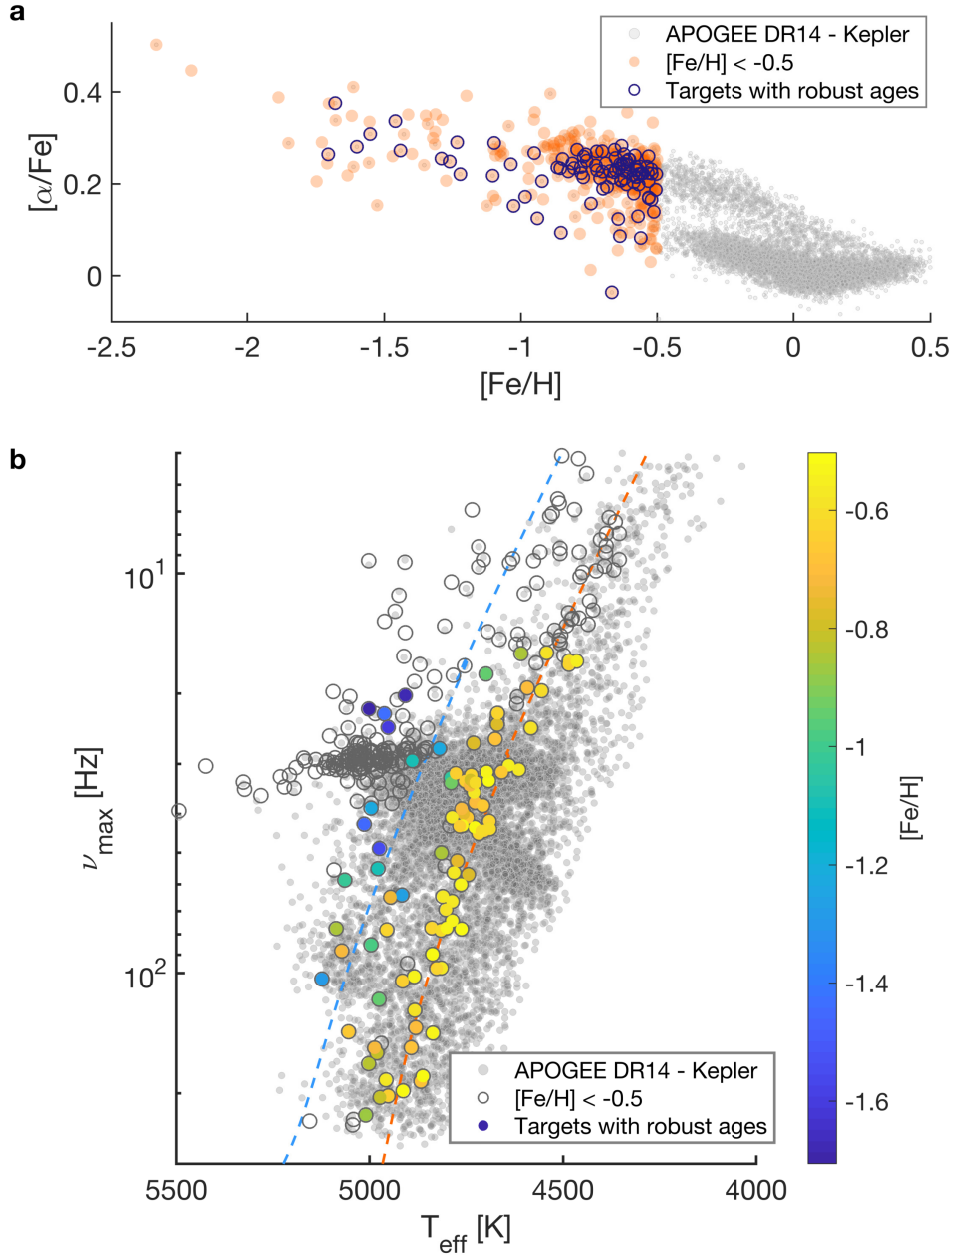 a
APOGEE DR14 - Kepler
[Fe/H] < -0.5
Targets with robust ages
0.4
0.2
0
[α/Fe]
-2.5 -2 -1.5 -1 -0.5 0 0.5
[Fe/H]
b
10¹
10²
ν_max [Hz]
APOGEE DR14 - Kepler
[Fe/H] < -0.5
Targets with robust ages
5500 5000 4500 4000
T_eff [K]
-0.6
-0.8
-1
-1.2
-1.4
-1.6
[Fe/H]